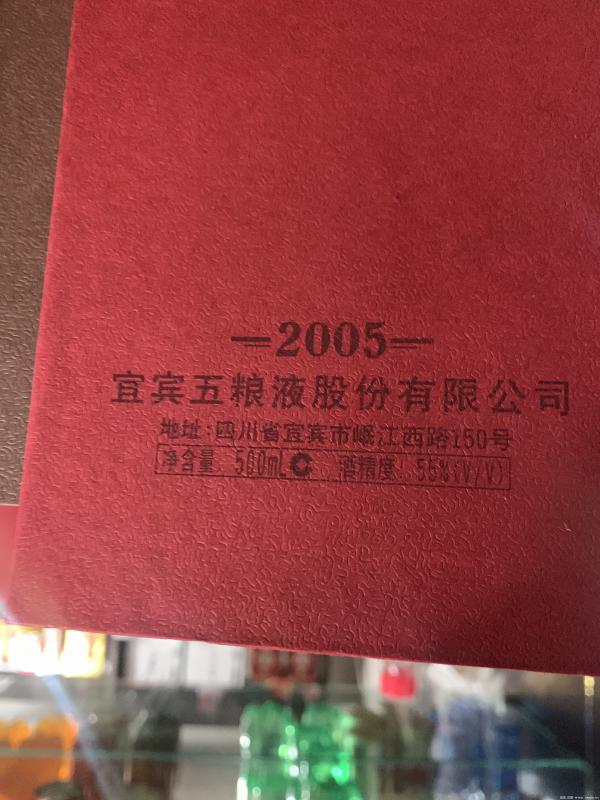 —2005—
宜宾五粮液股份有限公司
地址:四川省宜宾市岷江西路150号
净含量 500mL 酒精度 55%(V/V)